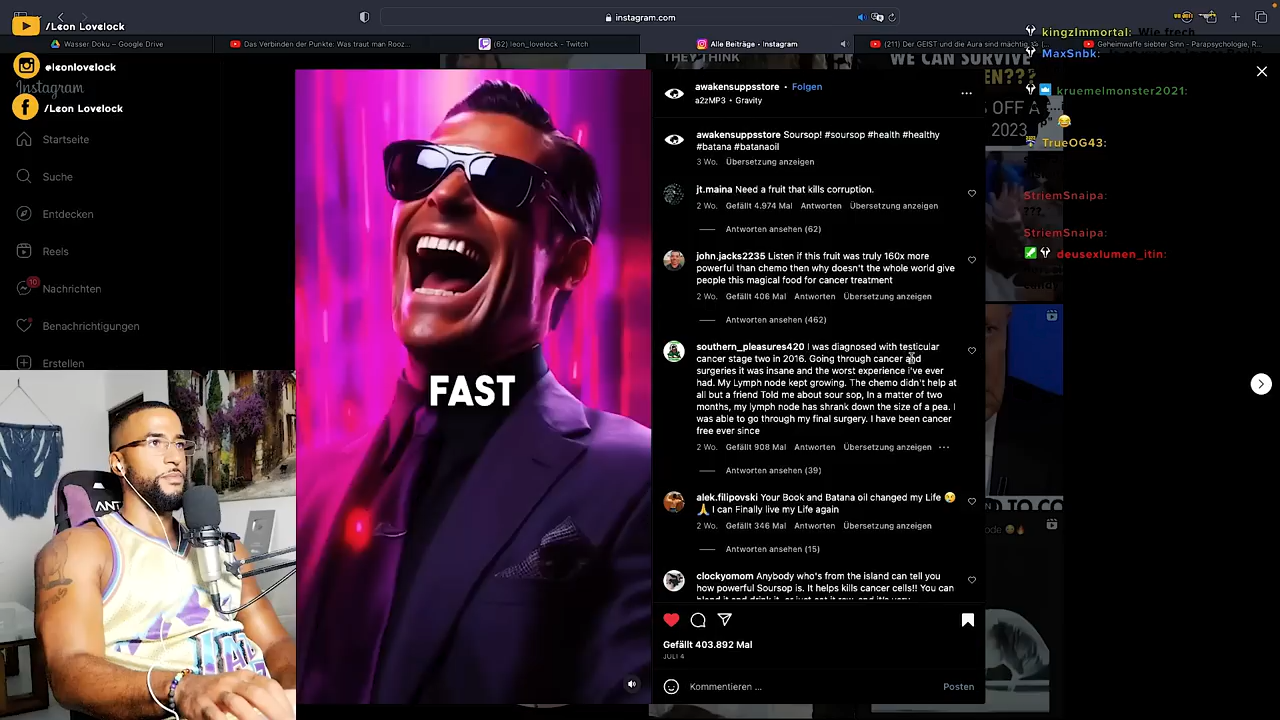 /Leon Lovelock
instagram.com
Wasser Doku – Google Drive
Das Verbinden der Punkte: Was traut man Rooz...
(62) leon_lovelock - Twitch
Alle Beiträge • Instagram
(211) Der GEIST und die Aura sind mächtig
Geheimwaffe siebter Sinn - Parapsychologie, R...
@leonlovelock
Instagram
/Leon Lovelock
Startseite
Suche
Entdecken
Reels
10
Nachrichten
Benachrichtigungen
Erstellen
ANT
FAST
THEY THINK
WE CAN SURVIVE
EN???
OFF A
2023
awakensuppsstore • Folgen
a2zMP3 • Gravity
awakensuppsstore Soursop! #soursop #health #healthy
#batana #batanaoil
3 Wo. Übersetzung anzeigen
jt.maina Need a fruit that kills corruption.
2 Wo. Gefällt 4.974 Mal Antworten Übersetzung anzeigen
Antworten ansehen (62)
john.jacks2235 Listen if this fruit was truly 160x more
powerful than chemo then why doesn't the whole world give
people this magical food for cancer treatment
2 Wo. Gefällt 406 Mal Antworten Übersetzung anzeigen
Antworten ansehen (462)
southern_pleasures420 I was diagnosed with testicular
cancer stage two in 2016. Going through cancer and
surgeries it was insane and the worst experience i've ever
had. My Lymph node kept growing. The chemo didn't help at
all but a friend Told me about sour sop, In a matter of two
months, my lymph node has shrank down the size of a pea. I
was able to go through my final surgery. I have been cancer
free ever since
2 Wo. Gefällt 908 Mal Antworten Übersetzung anzeigen
Antworten ansehen (39)
alek.filipovski Your Book and Batana oil changed my Life 😢
🙏 I can Finally live my Life again
2 Wo. Gefällt 346 Mal Antworten Übersetzung anzeigen
Antworten ansehen (15)
clockyomom Anybody who's from the island can tell you
how powerful Soursop is. It helps kills cancer cells!! You can
Gefällt 403.892 Mal
JULI 4
Kommentieren ...
Posten
kingzImmortal: Wie frech
MaxSnbk:
kruemelmonster2021:
TrueOG43:
StriemSnaipa:
???
StriemSnaipa:
deusexlumen_itin: